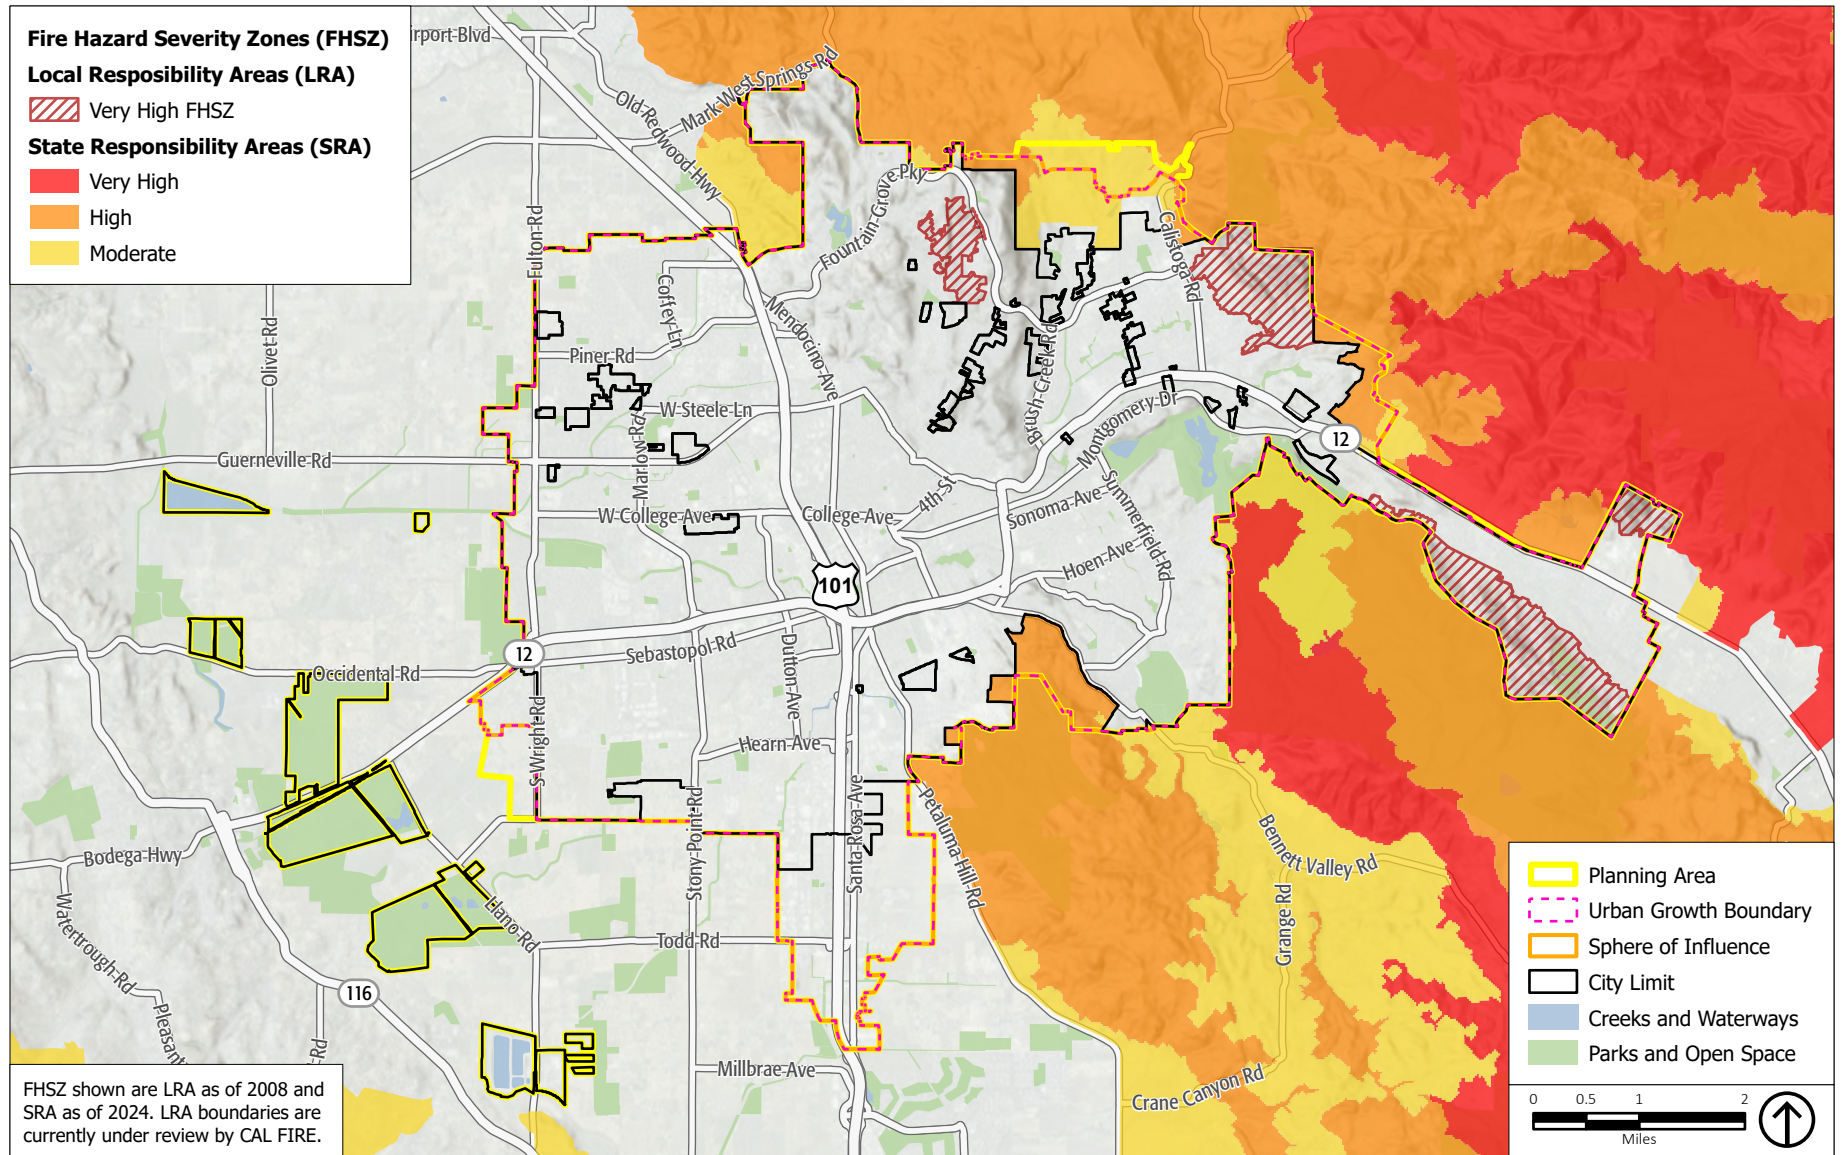 Fire Hazard Severity Zones (FHSZ)
Local Resposibility Areas (LRA)
Very High FHSZ
State Responsibility Areas (SRA)
Very High
High
Moderate
irport Blvd
Old Redwood Hwy
Mark West Springs Rd
Fountain Grove Pky
Fulton Rd
Coffey Ln
Calistoga Rd
Olivet Rd
Piner Rd
Mendocino Ave
Brush Creek Rd
W Steele Ln
Marlow Rd
Montgomery Dr
12
Guerneville Rd
4th St
Summerfield Rd
W College Ave
College Ave
Sonoma Ave
Hoen Ave
101
12
Sebastopol Rd
Dutton Ave
Occidental Rd
S Wright Rd
Hearn Ave
Stony Point Rd
Santa Rosa Ave
Petaluma Hill Rd
Bennett Valley Rd
Grange Rd
Bodega Hwy
Watertrough Rd
Llano Rd
Todd Rd
116
Pleasant
Rd
Millbrae Ave
Crane Canyon Rd
FHSZ shown are LRA as of 2008 and
SRA as of 2024. LRA boundaries are
currently under review by CAL FIRE.
Planning Area
Urban Growth Boundary
Sphere of Influence
City Limit
Creeks and Waterways
Parks and Open Space
0 0.5 1 2
Miles